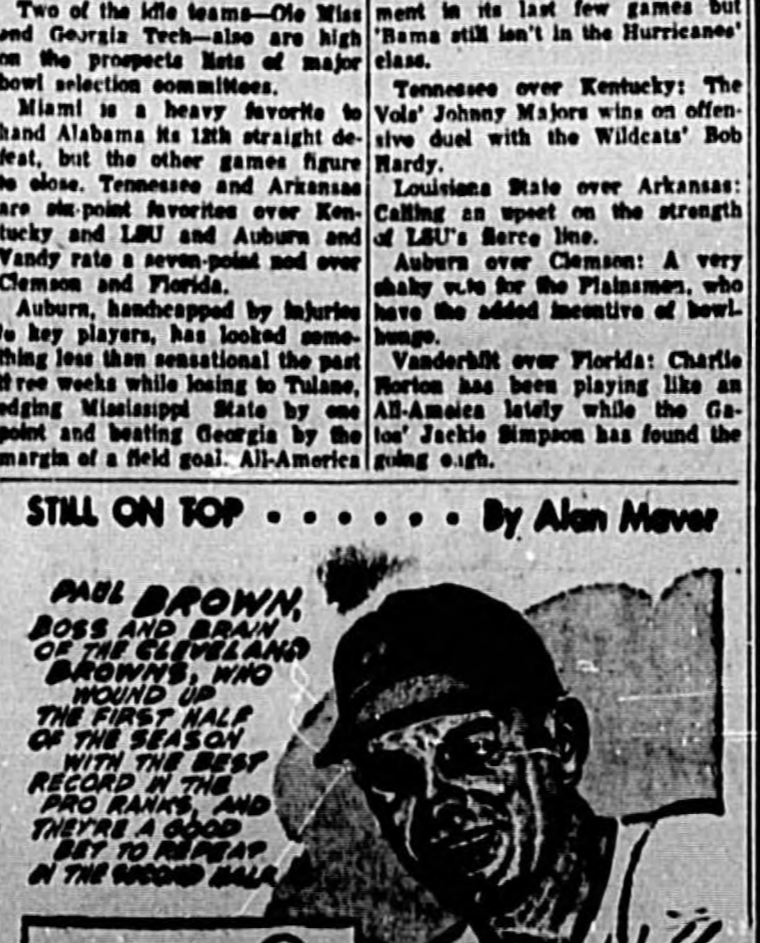 Two of the idle teams—Ole Miss
and Georgia Tech—also are high
on the prospects lists of major
bowl selection committees.
Miami is a heavy favorite to
hand Alabama its 12th straight de-
feat, but the other games figure
to close. Tennessee and Arkansas
are six-point favorites over Ken-
tucky and LSU and Auburn and
Vandy rate a seven-point nod over
Clemson and Florida.
Auburn, handicapped by injuries
to key players, has looked some-
thing less than sensational the past
three weeks while losing to Tulane,
edging Mississippi State by one
point and beating Georgia by the
margin of a field goal. All-America
ment in its last few games but
'Bama still isn't in the Hurricanes'
class.
Tennessee over Kentucky: The
Vols' Johnny Majors wins on offen-
sive duel with the Wildcats' Bob
Hardy.
Louisiana State over Arkansas:
Calling an upset on the strength
of LSU's fierce line.
Auburn over Clemson: A very
shaky vote for the Plainsmen, who
have the added incentive of bowl-
hunge.
Vanderbilt over Florida: Charlie
Horton has been playing like an
All-Ameica lately while the Ga-
tos' Jackie Simpson has found the
going
STILL ON TOP . . . . . . By Alan Maver
PAUL BROWN,
BOSS AND BRAIN
OF THE CLEVELAND
BROWNS, WHO
WOUND UP
THE FIRST HALF
OF THE SEASON
WITH THE BEST
RECORD IN THE
PRO RANKS, AND
THEY'RE A GOOD
BET TO REPEAT
IN THE SECOND HALF